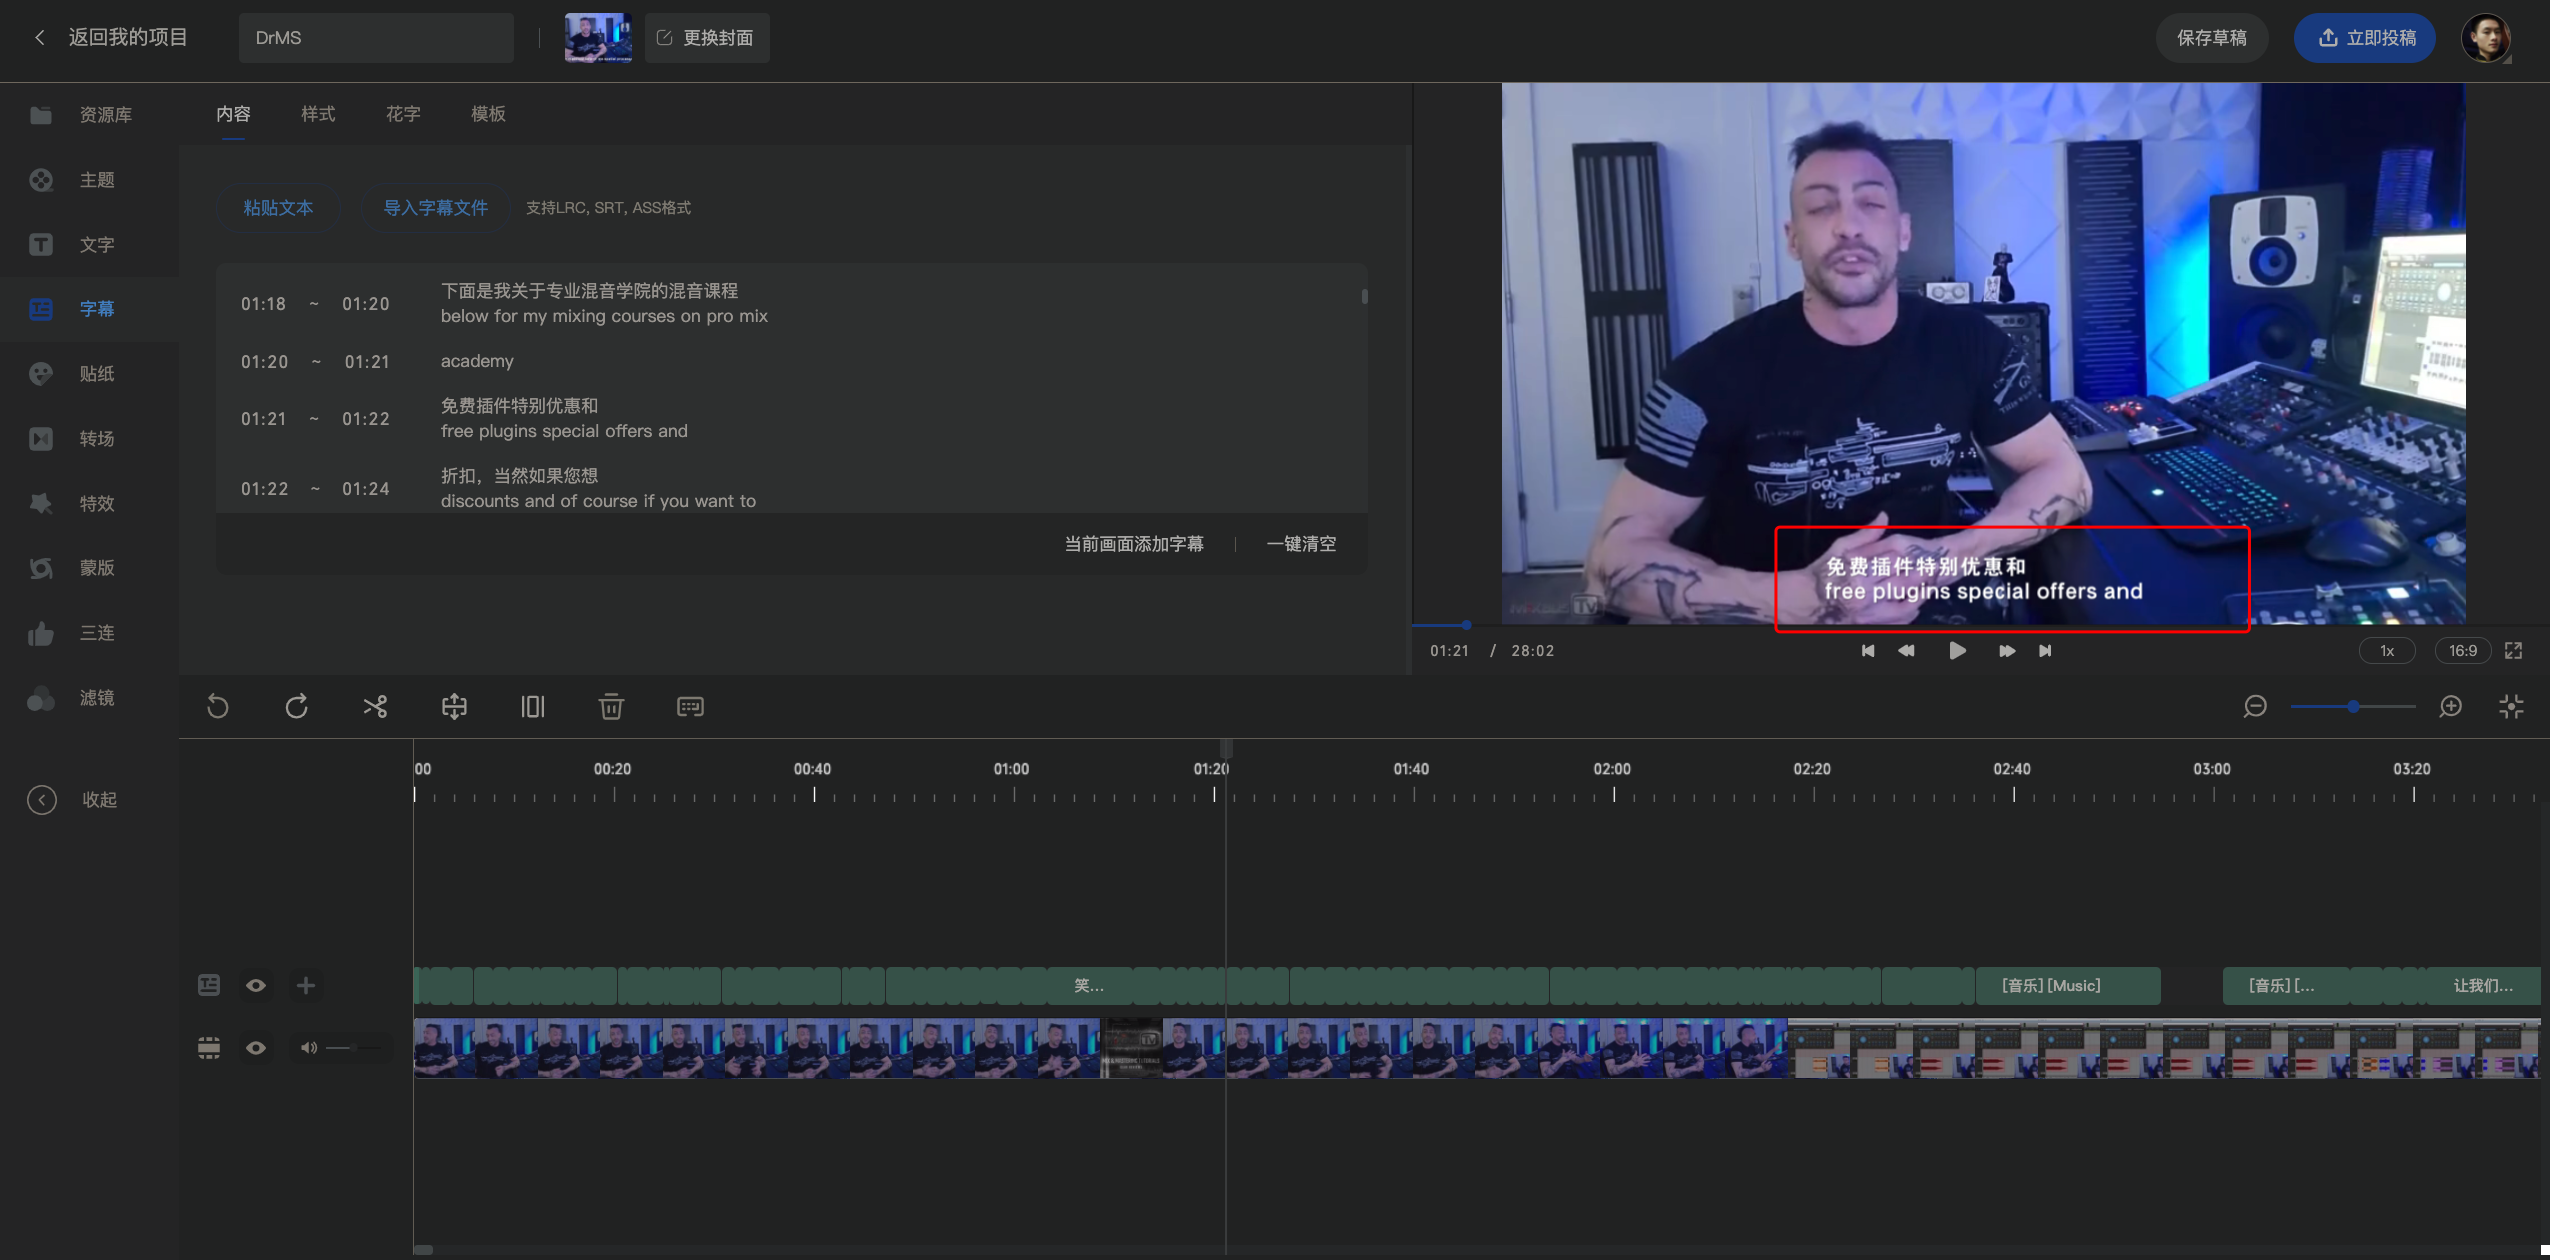 返回我的项目
DrMS
更换封面
保存草稿
立即投稿
资源库
主题
文字
字幕
贴纸
转场
特效
蒙版
三连
滤镜
收起
内容
样式
花字
模板
粘贴文本
导入字幕文件
支持LRC, SRT, ASS格式
01:18 ~ 01:20
下面是我关于专业混音学院的混音课程
below for my mixing courses on pro mix
01:20 ~ 01:21
academy
01:21 ~ 01:22
免费插件特别优惠和
free plugins special offers and
01:22 ~ 01:24
折扣，当然如果您想
discounts and of course if you want to
当前画面添加字幕
一键清空
免费插件特别优惠和
free plugins special offers and
01:21 / 28:02
1x
16:9
00
00:20
00:40
01:00
01:20
01:40
02:00
02:20
02:40
03:00
03:20
笑...
[音乐] [Music]
[音乐] [...
让我们...